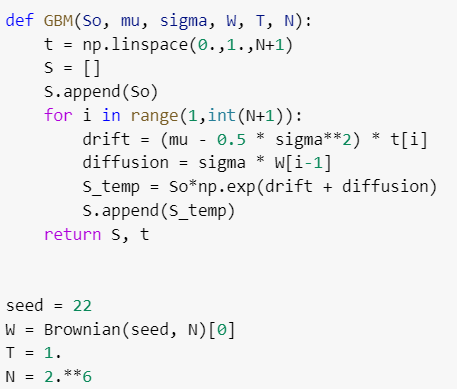 def GBM(So, mu, sigma, W, T, N):
    t = np.linspace(0.,1.,N+1)
    S = []
    S.append(So)
    for i in range(1,int(N+1)):
        drift = (mu - 0.5 * sigma**2) * t[i]
        diffusion = sigma * W[i-1]
        S_temp = So*np.exp(drift + diffusion)
        S.append(S_temp)
    return S, t
seed = 22
W = Brownian(seed, N)[0]
T = 1.
N = 2.**6